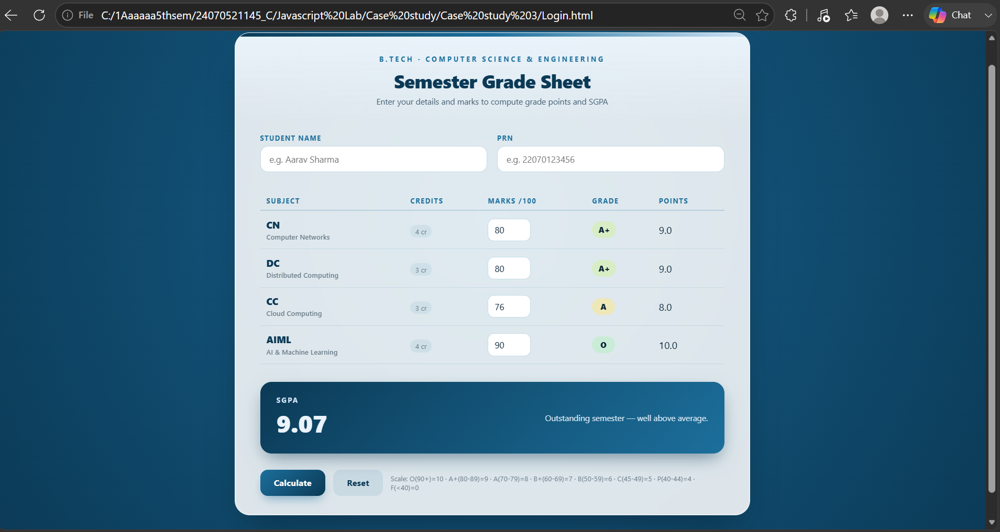 File C:/1Aaaaaa5thsem/24070521145_C/Javascript%20Lab/Case%20study/Case%20study%203/Login.html
Chat
B.TECH · COMPUTER SCIENCE & ENGINEERING
Semester Grade Sheet
Enter your details and marks to compute grade points and SGPA
STUDENT NAME PRN
e.g. Aarav Sharma e.g. 22070123456
SUBJECT CREDITS MARKS /100 GRADE POINTS
CN 4 cr 80 A+ 9.0
Computer Networks
DC 3 cr 80 A+ 9.0
Distributed Computing
CC 3 cr 76 A 8.0
Cloud Computing
AIML 4 cr 90 O 10.0
AI & Machine Learning
SGPA
9.07
Outstanding semester — well above average.
Calculate Reset
Scale: O(90+)=10 · A+(80-89)=9 · A(70-79)=8 · B+(60-69)=7 · B(50-59)=6 · C(45-49)=5 · P(40-44)=4 ·
F(<40)=0